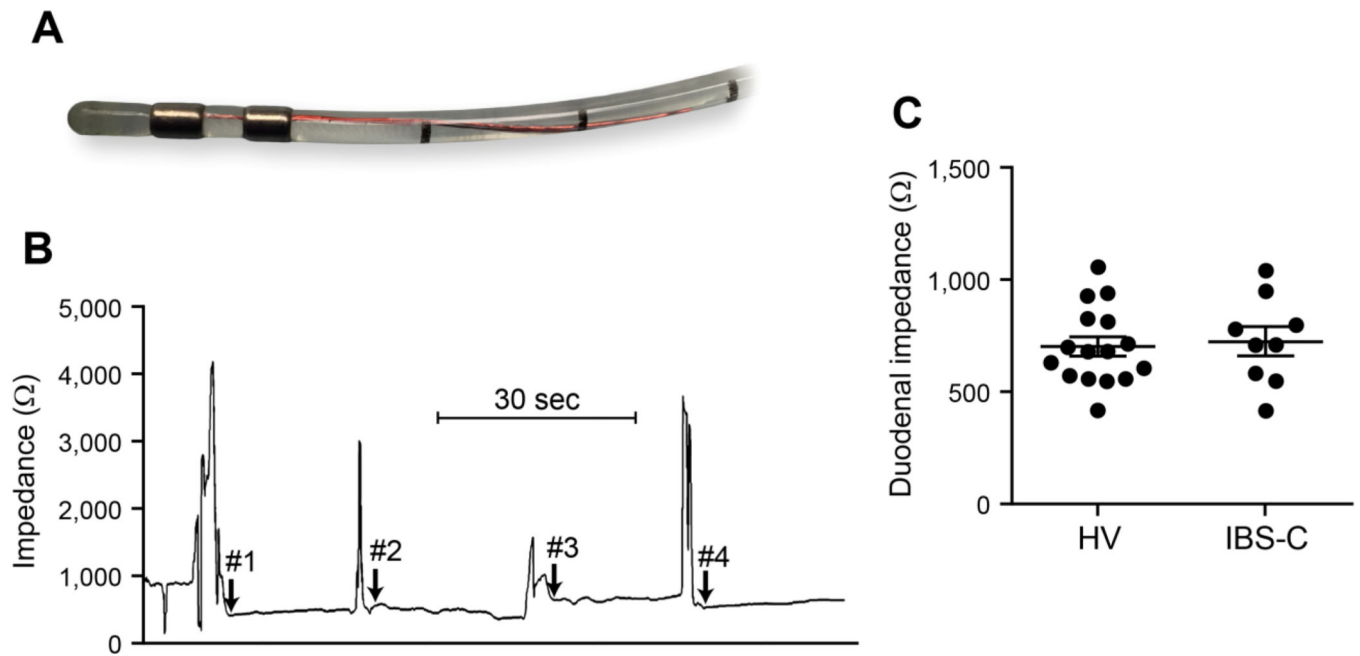 A
B
Impedance (Ω)
5,000
4,000
3,000
2,000
1,000
0
30 sec
#1
#2
#3
#4
C
Duodenal impedance (Ω)
1,500
1,000
500
0
HV
IBS-C